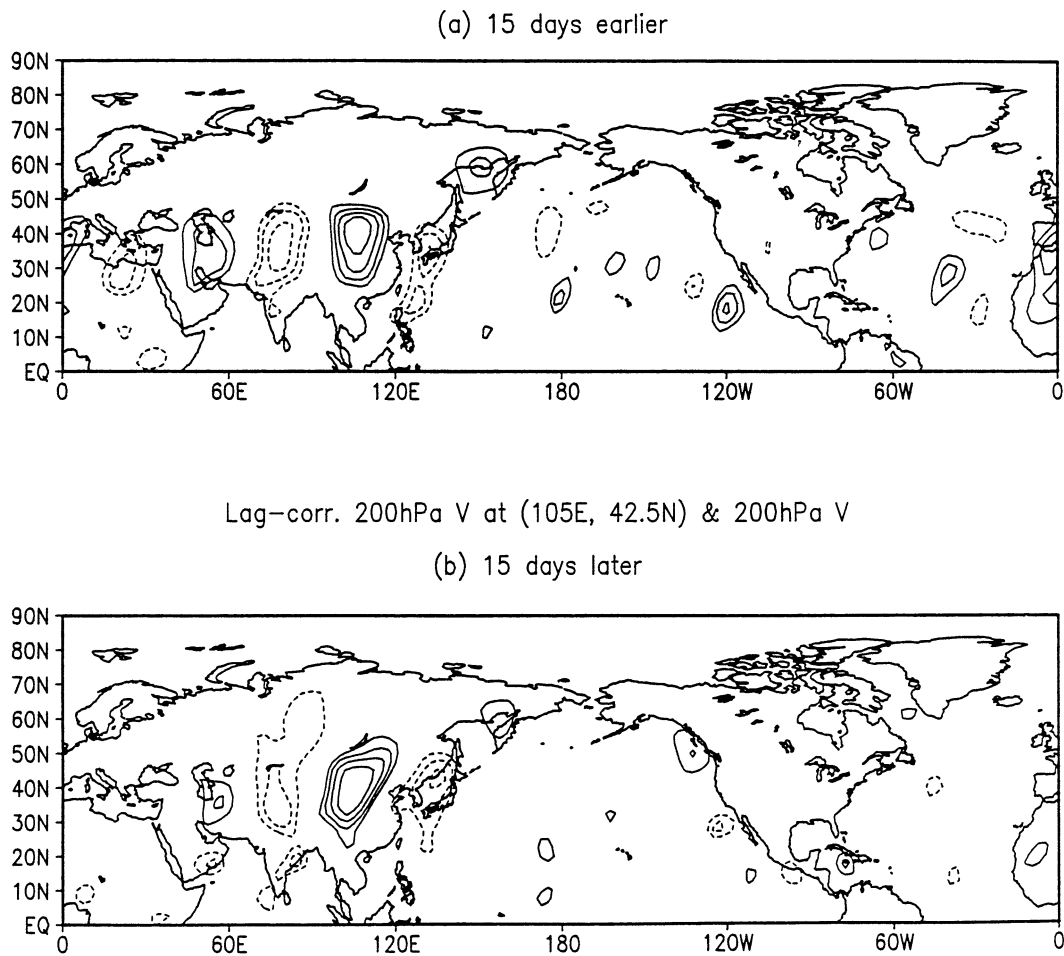 (a) 15 days earlier
90N
80N
70N
60N
50N
40N
30N
20N
10N
EQ
0 60E 120E 180 120W 60W 0
Lag-corr. 200hPa V at (105E, 42.5N) & 200hPa V
(b) 15 days later
90N
80N
70N
60N
50N
40N
30N
20N
10N
EQ
0 60E 120E 180 120W 60W 0